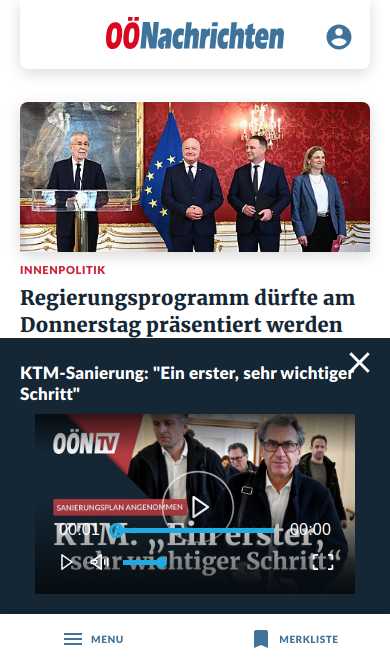 OÖNachrichten
INNENPOLITIK
Regierungsprogramm dürfte am
Donnerstag präsentiert werden
KTM-Sanierung: "Ein erster, sehr wichtiger
Schritt"
OÖN TV
SANIERUNGSPLAN ANGENOMMEN
00:01
00:00
KTM: „Ein erster,
sehr wichtiger Schritt“
MENU
MERKLISTE